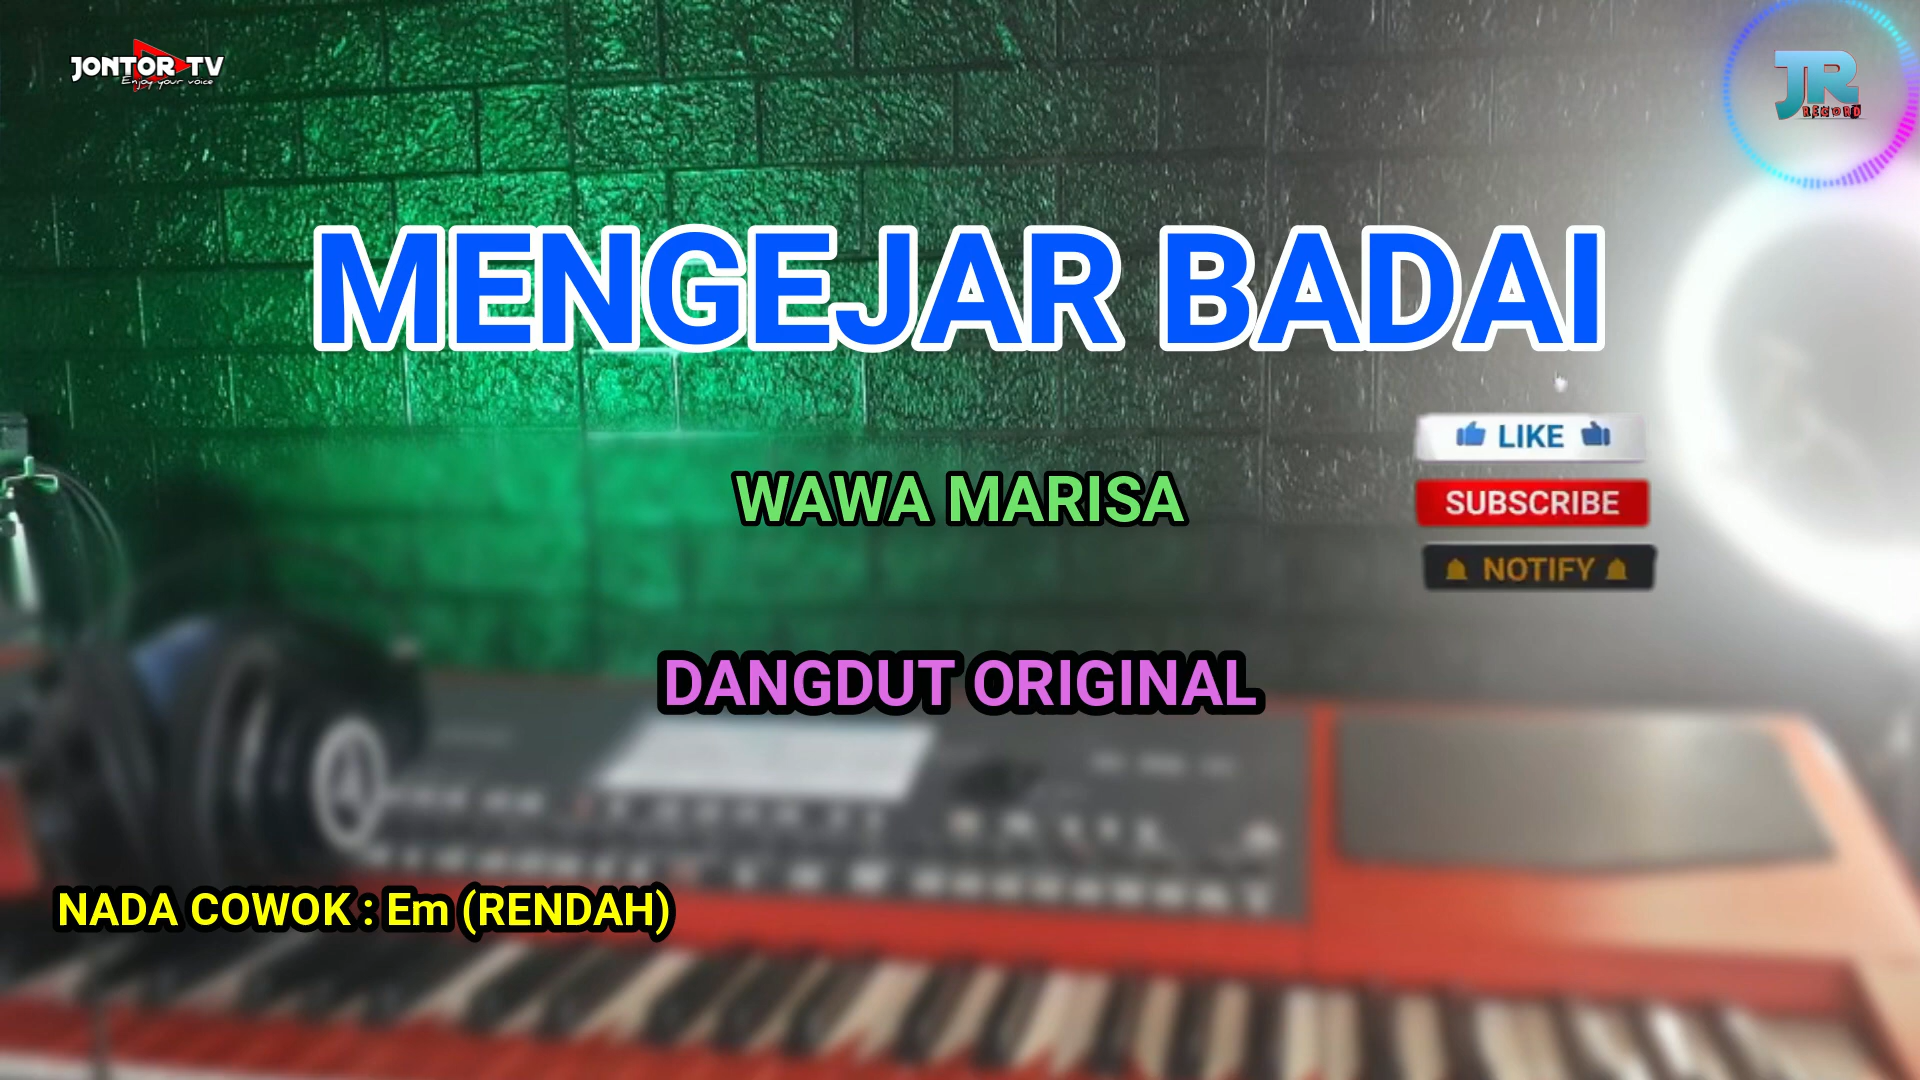 JONTOR TV
Enjoy your voice
JR
RECORD
MENGEJAR BADAI
LIKE
WAWA MARISA
SUBSCRIBE
NOTIFY
DANGDUT ORIGINAL
NADA COWOK : Em (RENDAH)